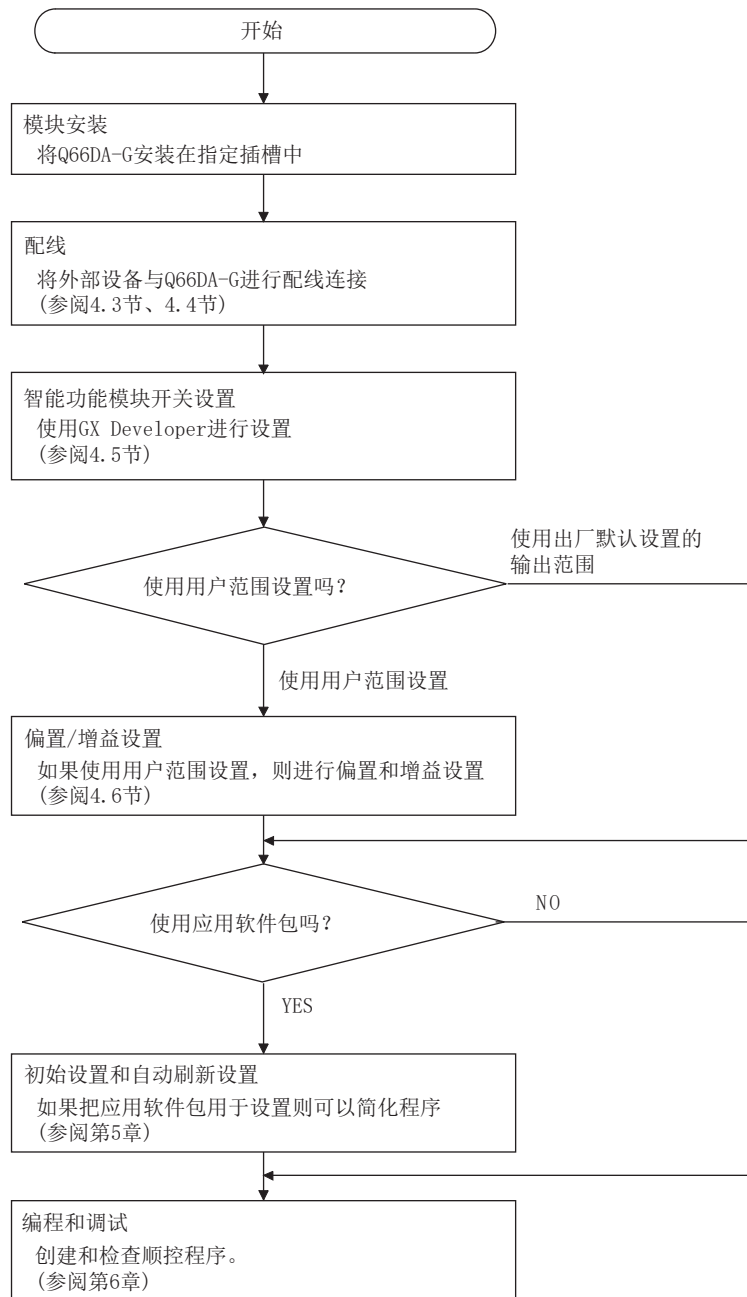 开始
模块安装
将Q66DA-G安装在指定插槽中
配线
将外部设备与Q66DA-G进行配线连接
(参阅4.3节、4.4节)
智能功能模块开关设置
使用GX Developer进行设置
(参阅4.5节)
使用出厂默认设置的
输出范围
使用用户范围设置吗?
使用用户范围设置
偏置/增益设置
如果使用用户范围设置,则进行偏置和增益设置
(参阅4.6节)
使用应用软件包吗?
NO
YES
初始设置和自动刷新设置
如果把应用软件包用于设置则可以简化程序
(参阅第5章)
编程和调试
创建和检查顺控程序。
(参阅第6章)